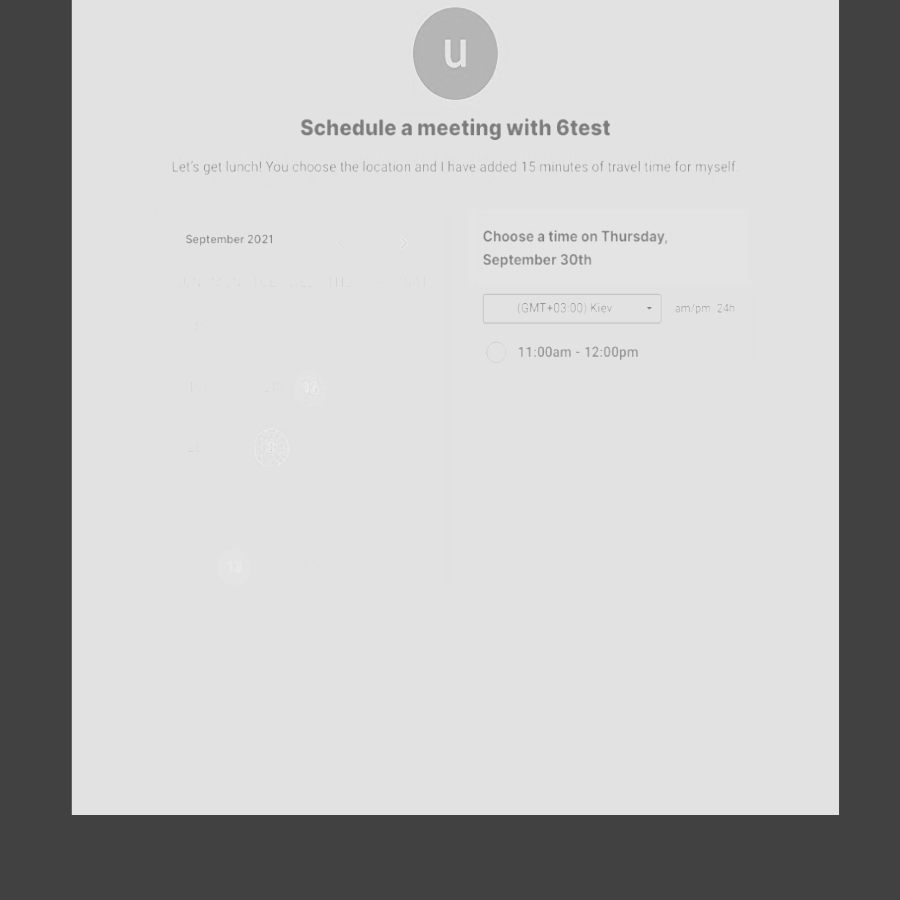 u
Schedule a meeting with 6test
Let's get lunch! You choose the location and I have added 15 minutes of travel time for myself.
September 2021
Choose a time on Thursday,
September 30th
(GMT+03:00) Kiev
am/pm 24h
11:00am - 12:00pm